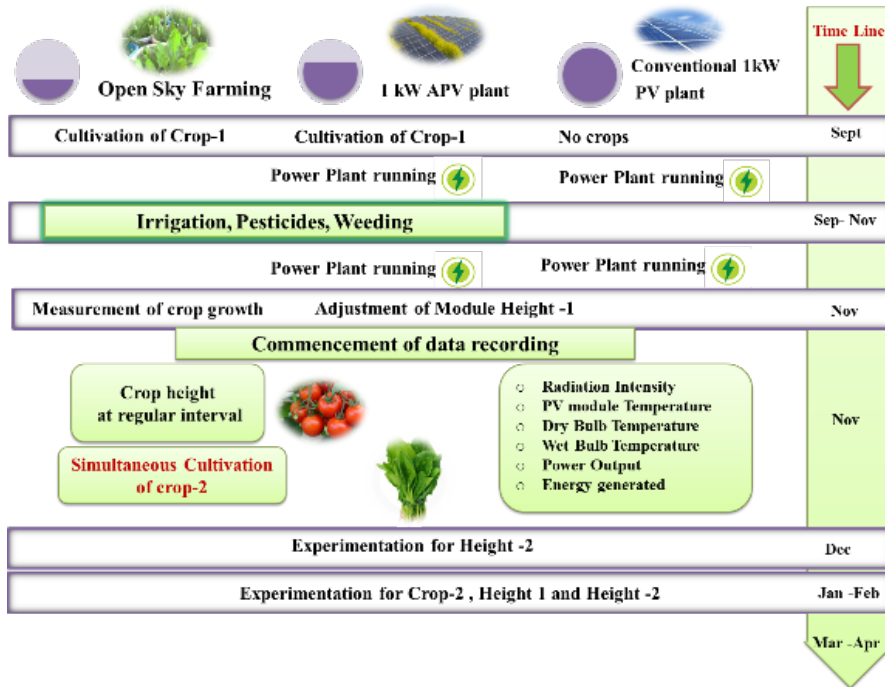 Time Line
Open Sky Farming
1 kW APV plant
Conventional 1kW
PV plant
Cultivation of Crop-1
Cultivation of Crop-1
No crops
Sept
Power Plant running
Power Plant running
Irrigation, Pesticides, Weeding
Sep- Nov
Power Plant running
Power Plant running
Measurement of crop growth
Adjustment of Module Height -1
Nov
Commencement of data recording
Crop height
at regular interval
Simultaneous Cultivation
of crop-2
o Radiation Intensity
o PV module Temperature
o Dry Bulb Temperature
o Wet Bulb Temperature
o Power Output
o Energy generated
Nov
Experimentation for Height -2
Dec
Experimentation for Crop-2 , Height 1 and Height -2
Jan -Feb
Mar -Apr